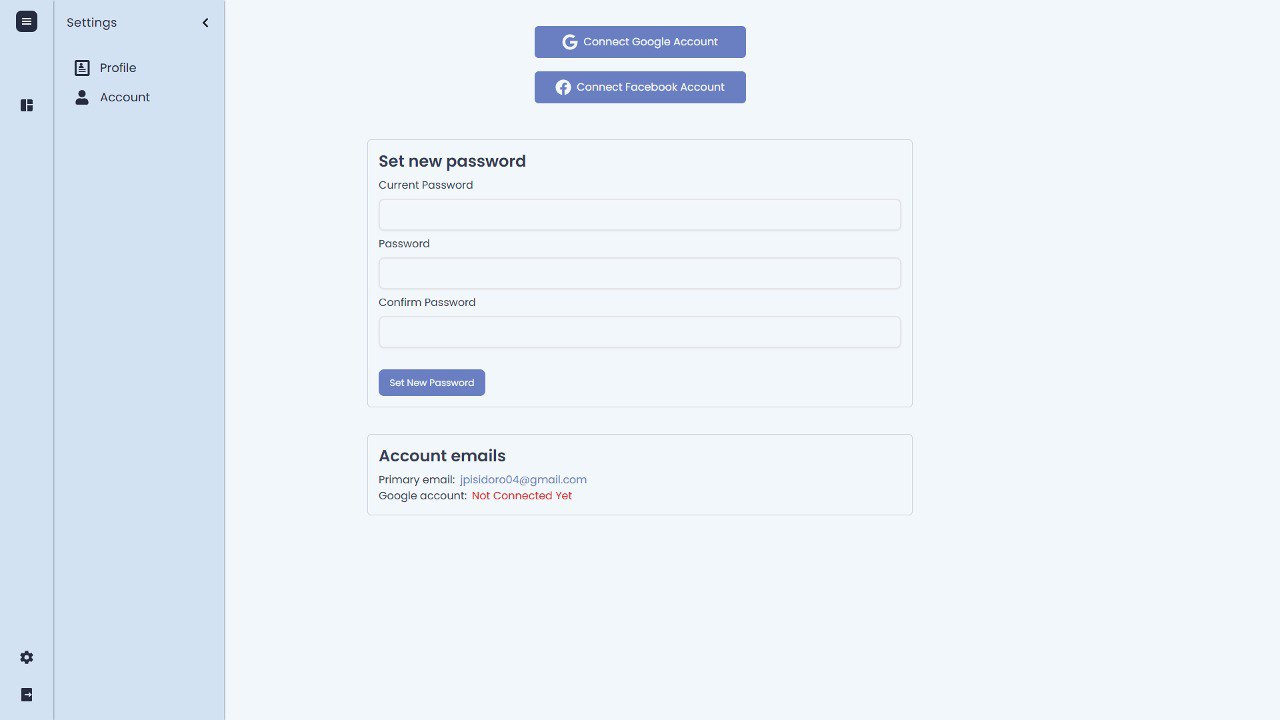 Settings
Profile
Account
Connect Google Account
Connect Facebook Account
Set new password
Current Password
Password
Confirm Password
Set New Password
Account emails
Primary email: jpisidoro04@gmail.com
Google account: Not Connected Yet